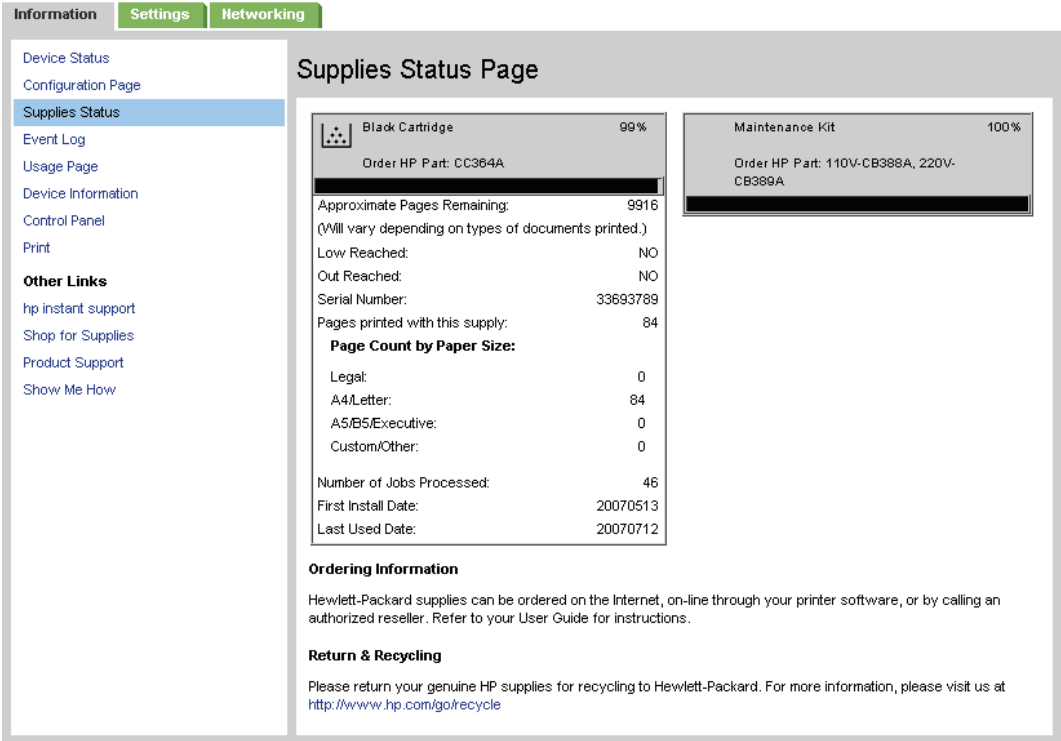 Information Settings Networking
Device Status
Configuration Page
Supplies Status
Event Log
Usage Page
Device Information
Control Panel
Print
Other Links
hp instant support
Shop for Supplies
Product Support
Show Me How
Supplies Status Page
Black Cartridge 99%
Order HP Part: CC364A
Approximate Pages Remaining: 9916
(Will vary depending on types of documents printed.)
Low Reached: NO
Out Reached: NO
Serial Number: 33693789
Pages printed with this supply: 84
Page Count by Paper Size:
Legal: 0
A4/Letter: 84
A5/B5/Executive: 0
Custom/Other: 0
Number of Jobs Processed: 46
First Install Date: 20070513
Last Used Date: 20070712
Maintenance Kit 100%
Order HP Part: 110V-CB388A, 220V-
CB389A
Ordering Information
Hewlett-Packard supplies can be ordered on the Internet, on-line through your printer software, or by calling an
authorized reseller. Refer to your User Guide for instructions.
Return & Recycling
Please return your genuine HP supplies for recycling to Hewlett-Packard. For more information, please visit us at
http://www.hp.com/go/recycle